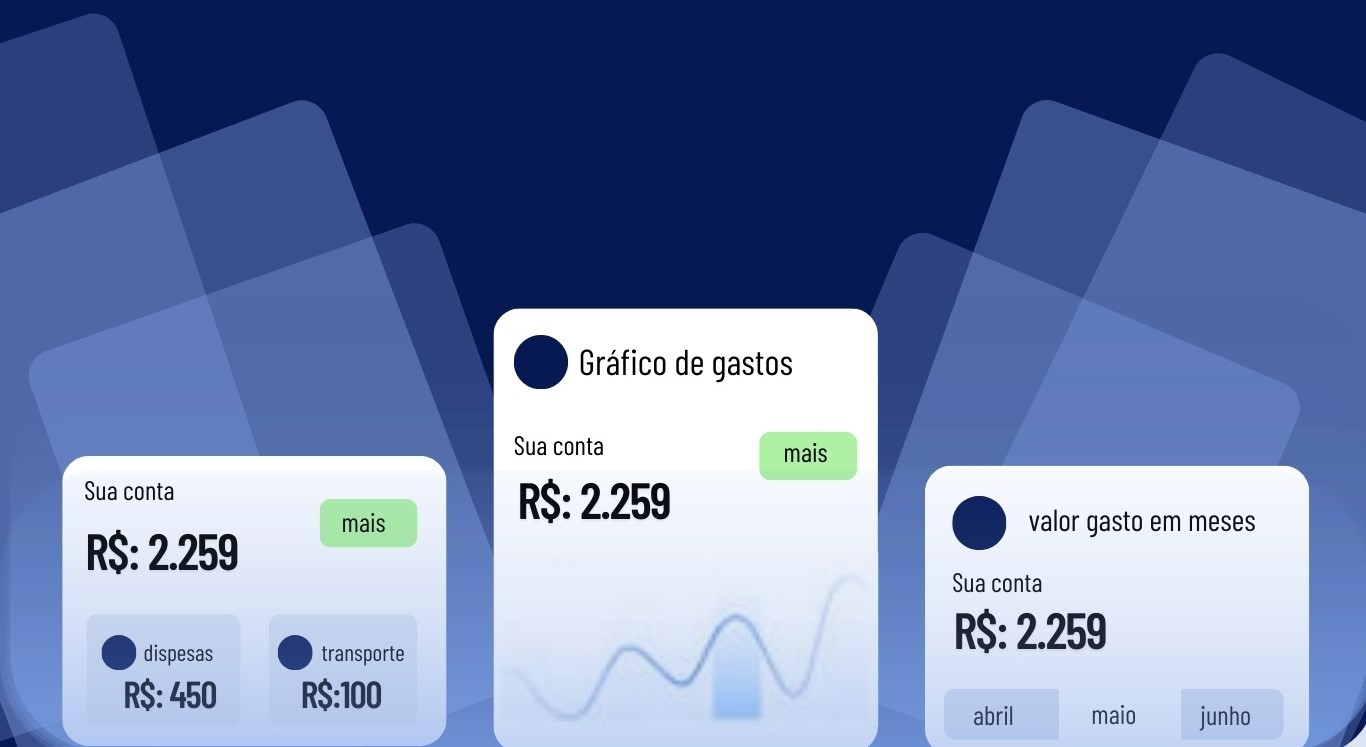 Sua conta
mais
R$: 2.259
dispesas
R$: 450
transporte
R$:100
Gráfico de gastos
Sua conta
mais
R$: 2.259
valor gasto em meses
Sua conta
R$: 2.259
abril
maio
junho